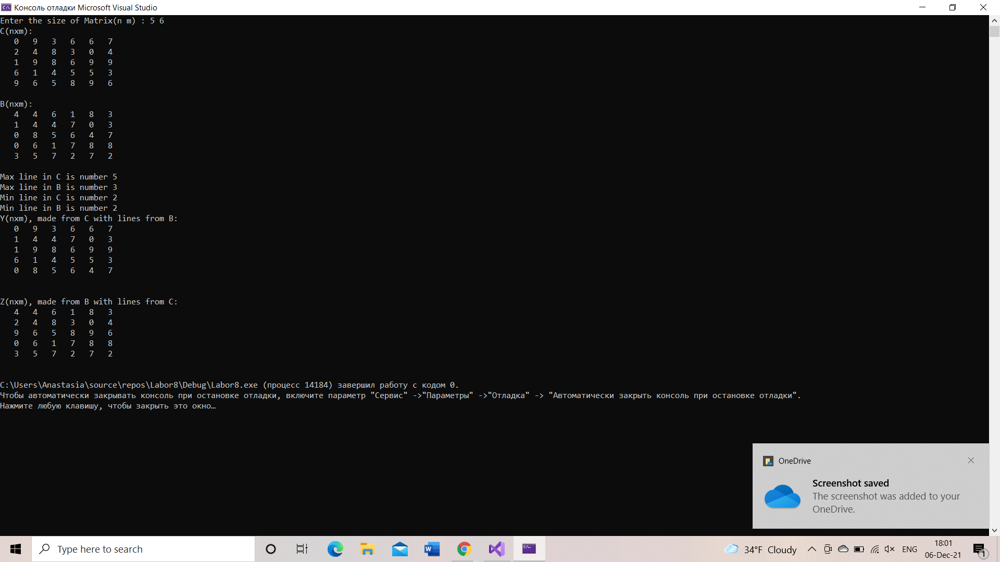 Консоль отладки Microsoft Visual Studio
Enter the size of Matrix(n m) : 5 6
C(nxm):
0 9 3 6 6 7
2 4 8 3 0 4
1 9 8 6 9 9
6 1 4 5 5 3
9 6 5 8 9 6
B(nxm):
4 4 6 1 8 3
1 4 4 7 0 3
0 8 5 6 4 7
0 6 1 7 8 8
3 5 7 2 7 2
Max line in C is number 5
Max line in B is number 3
Min line in C is number 2
Min line in B is number 2
Y(nxm), made from C with lines from B:
0 9 3 6 6 7
1 4 4 7 0 3
1 9 8 6 9 9
6 1 4 5 5 3
0 8 5 6 4 7
Z(nxm), made from B with lines from C:
4 4 6 1 8 3
2 4 8 3 0 4
9 6 5 8 9 6
0 6 1 7 8 8
3 5 7 2 7 2
C:\Users\Anastasia\source\repos\Labor8\Debug\Labor8.exe (процесс 14184) завершил работу с кодом 0.
Чтобы автоматически закрывать консоль при остановке отладки, включите параметр "Сервис" ->"Параметры" ->"Отладка" -> "Автоматически закрыть консоль при остановке отладки".
Нажмите любую клавишу, чтобы закрыть это окно…
OneDrive
Screenshot saved
The screenshot was added to your
OneDrive.
Type here to search
34°F Cloudy
ENG
18:01
06-Dec-21
1